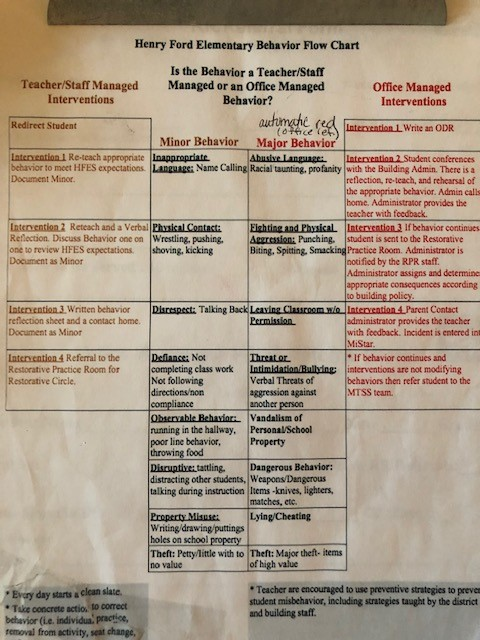 Henry Ford Elementary Behavior Flow Chart
Teacher/Staff Managed
Interventions
Is the Behavior a Teacher/Staff
Managed or an Office Managed
Behavior?
Office Managed
Interventions
automatic red
(office ref.)
Minor Behavior
Major Behavior
Redirect Student
Intervention 1 Re-teach appropriate
behavior to meet HFES expectations.
Document Minor.
Intervention 2 Reteach and a Verbal
Reflection. Discuss Behavior one on
one to review HFES expectations.
Document as Minor
Intervention 3 Written behavior
reflection sheet and a contact home.
Document as Minor
Intervention 4 Referral to the
Restorative Practice Room for
Restorative Circle.
Inappropriate
Language: Name Calling
Physical Contact:
Wrestling, pushing,
shoving, kicking
Disrespect: Talking Back
Defiance: Not
completing class work
Not following
directions/non
compliance
Observable Behavior:
running in the hallway,
poor line behavior,
throwing food
Disruptive: tattling,
distracting other students,
talking during instruction
Property Misuse:
Writing/drawing/puttings
holes on school property
Theft: Petty/little with to
no value
Abusive Language:
Racial taunting, profanity
Fighting and Physical
Aggression: Punching,
Biting, Spitting, Smacking
Leaving Classroom w/o
Permission
Threat or
Intimidation/Bullying:
Verbal Threats of
aggression against
another person
Vandalism of
Personal/School
Property
Dangerous Behavior:
Weapons/Dangerous
Items -knives, lighters,
matches, etc.
Lying/Cheating
Theft: Major theft- items
of high value
Intervention 1 Write an ODR
Intervention 2 Student conferences
with the Building Admin. There is a
reflection, re-teach, and rehearsal of
the appropriate behavior. Admin calls
home. Administrator provides the
teacher with feedback.
Intervention 3 If behavior continues
student is sent to the Restorative
Practice Room. Administrator is
notified by the RPR staff.
Administrator assigns and determine
appropriate consequences according
to building policy.
Intervention 4 Parent Contact
administrator provides the teacher
with feedback. Incident is entered in
MiStar.
* If behavior continues and
interventions are not modifying
behaviors then refer student to the
MTSS team.
* Every day starts a clean slate.
* Take concrete actio, to correct
behavior (i.e. individua, practice,
removal from activity, seat change,
* Teacher are encouraged to use preventive strategies to preve
student misbehavior, including strategies taught by the district
and building staff.